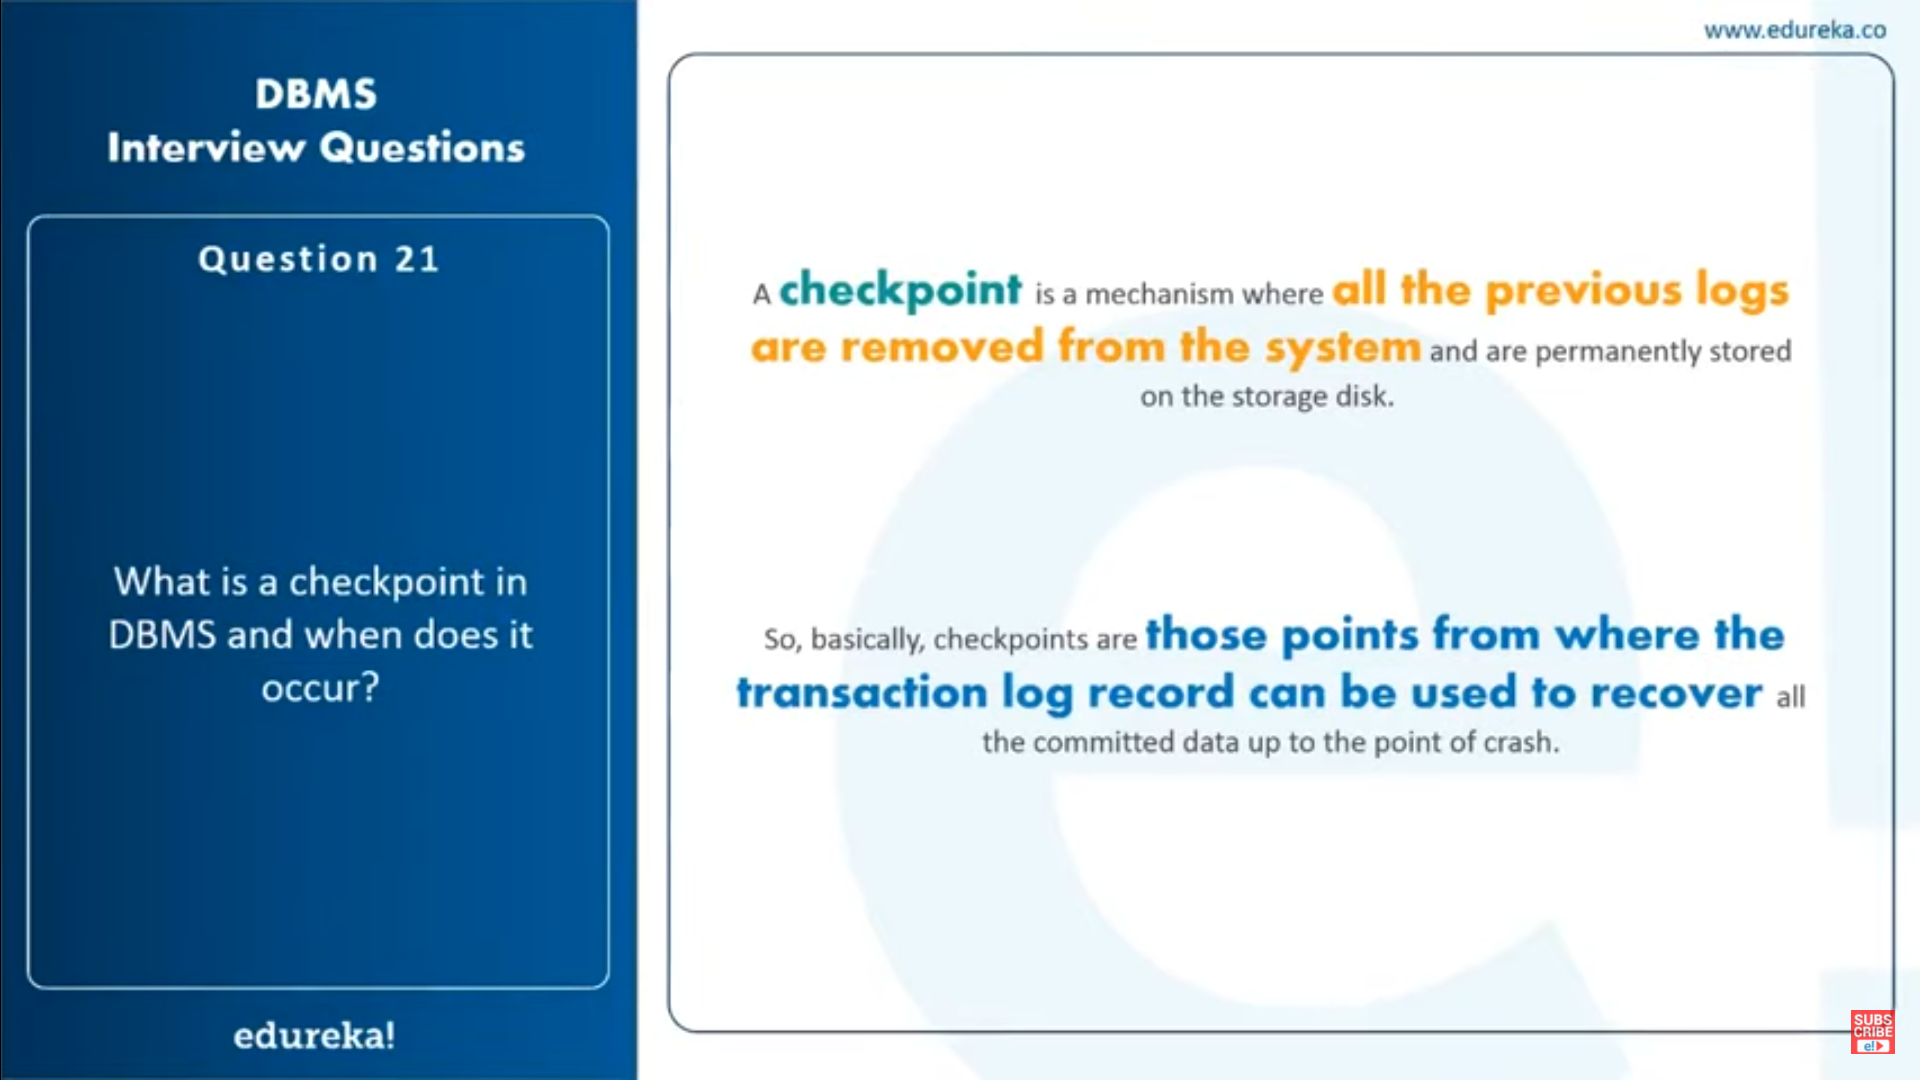 www.edureka.co
DBMS
Interview Questions
Question 21
What is a checkpoint in
DBMS and when does it
occur?
edureka!
A checkpoint is a mechanism where all the previous logs
are removed from the system and are permanently stored
on the storage disk.
So, basically, checkpoints are those points from where the
transaction log record can be used to recover all
the committed data up to the point of crash.
SUBS
CRIBE
e!